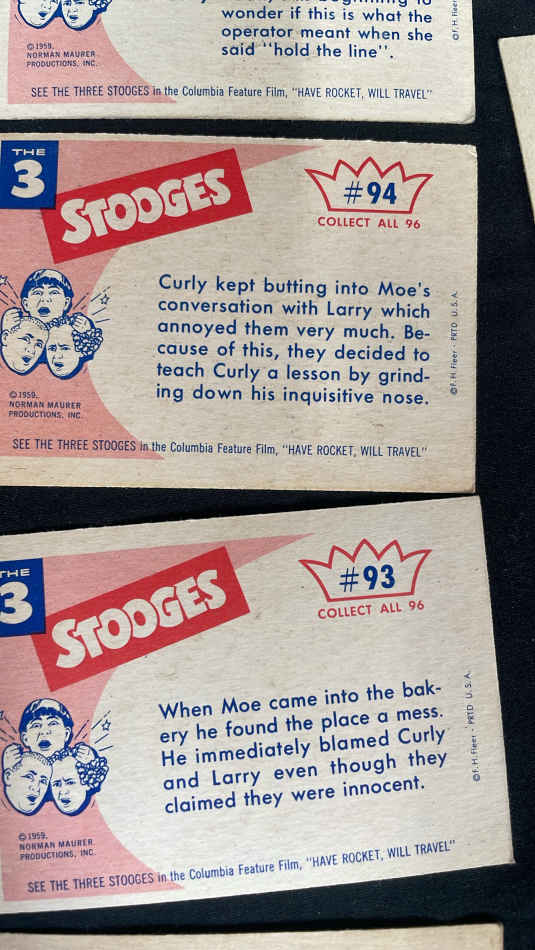 wonder if this is what the
operator meant when she
said "hold the line".
©1959,
NORMAN MAURER
PRODUCTIONS, INC.
©F. H. Fleer
SEE THE THREE STOOGES in the Columbia Feature Film, "HAVE ROCKET, WILL TRAVEL"
THE
3
STOOGES
#94
COLLECT ALL 96
Curly kept butting into Moe's
conversation with Larry which
annoyed them very much. Be-
cause of this, they decided to
teach Curly a lesson by grind-
ing down his inquisitive nose.
©F. H. Fleer · PRTD U.S.A.
©1959,
NORMAN MAURER
PRODUCTIONS, INC.
SEE THE THREE STOOGES in the Columbia Feature Film, "HAVE ROCKET, WILL TRAVEL"
THE
3
STOOGES
#93
COLLECT ALL 96
When Moe came into the bak-
ery he found the place a mess.
He immediately blamed Curly
and Larry even though they
claimed they were innocent.
©F. H. Fleer · PRTD U.S.A.
©1959,
NORMAN MAURER
PRODUCTIONS, INC.
SEE THE THREE STOOGES in the Columbia Feature Film, "HAVE ROCKET, WILL TRAVEL"